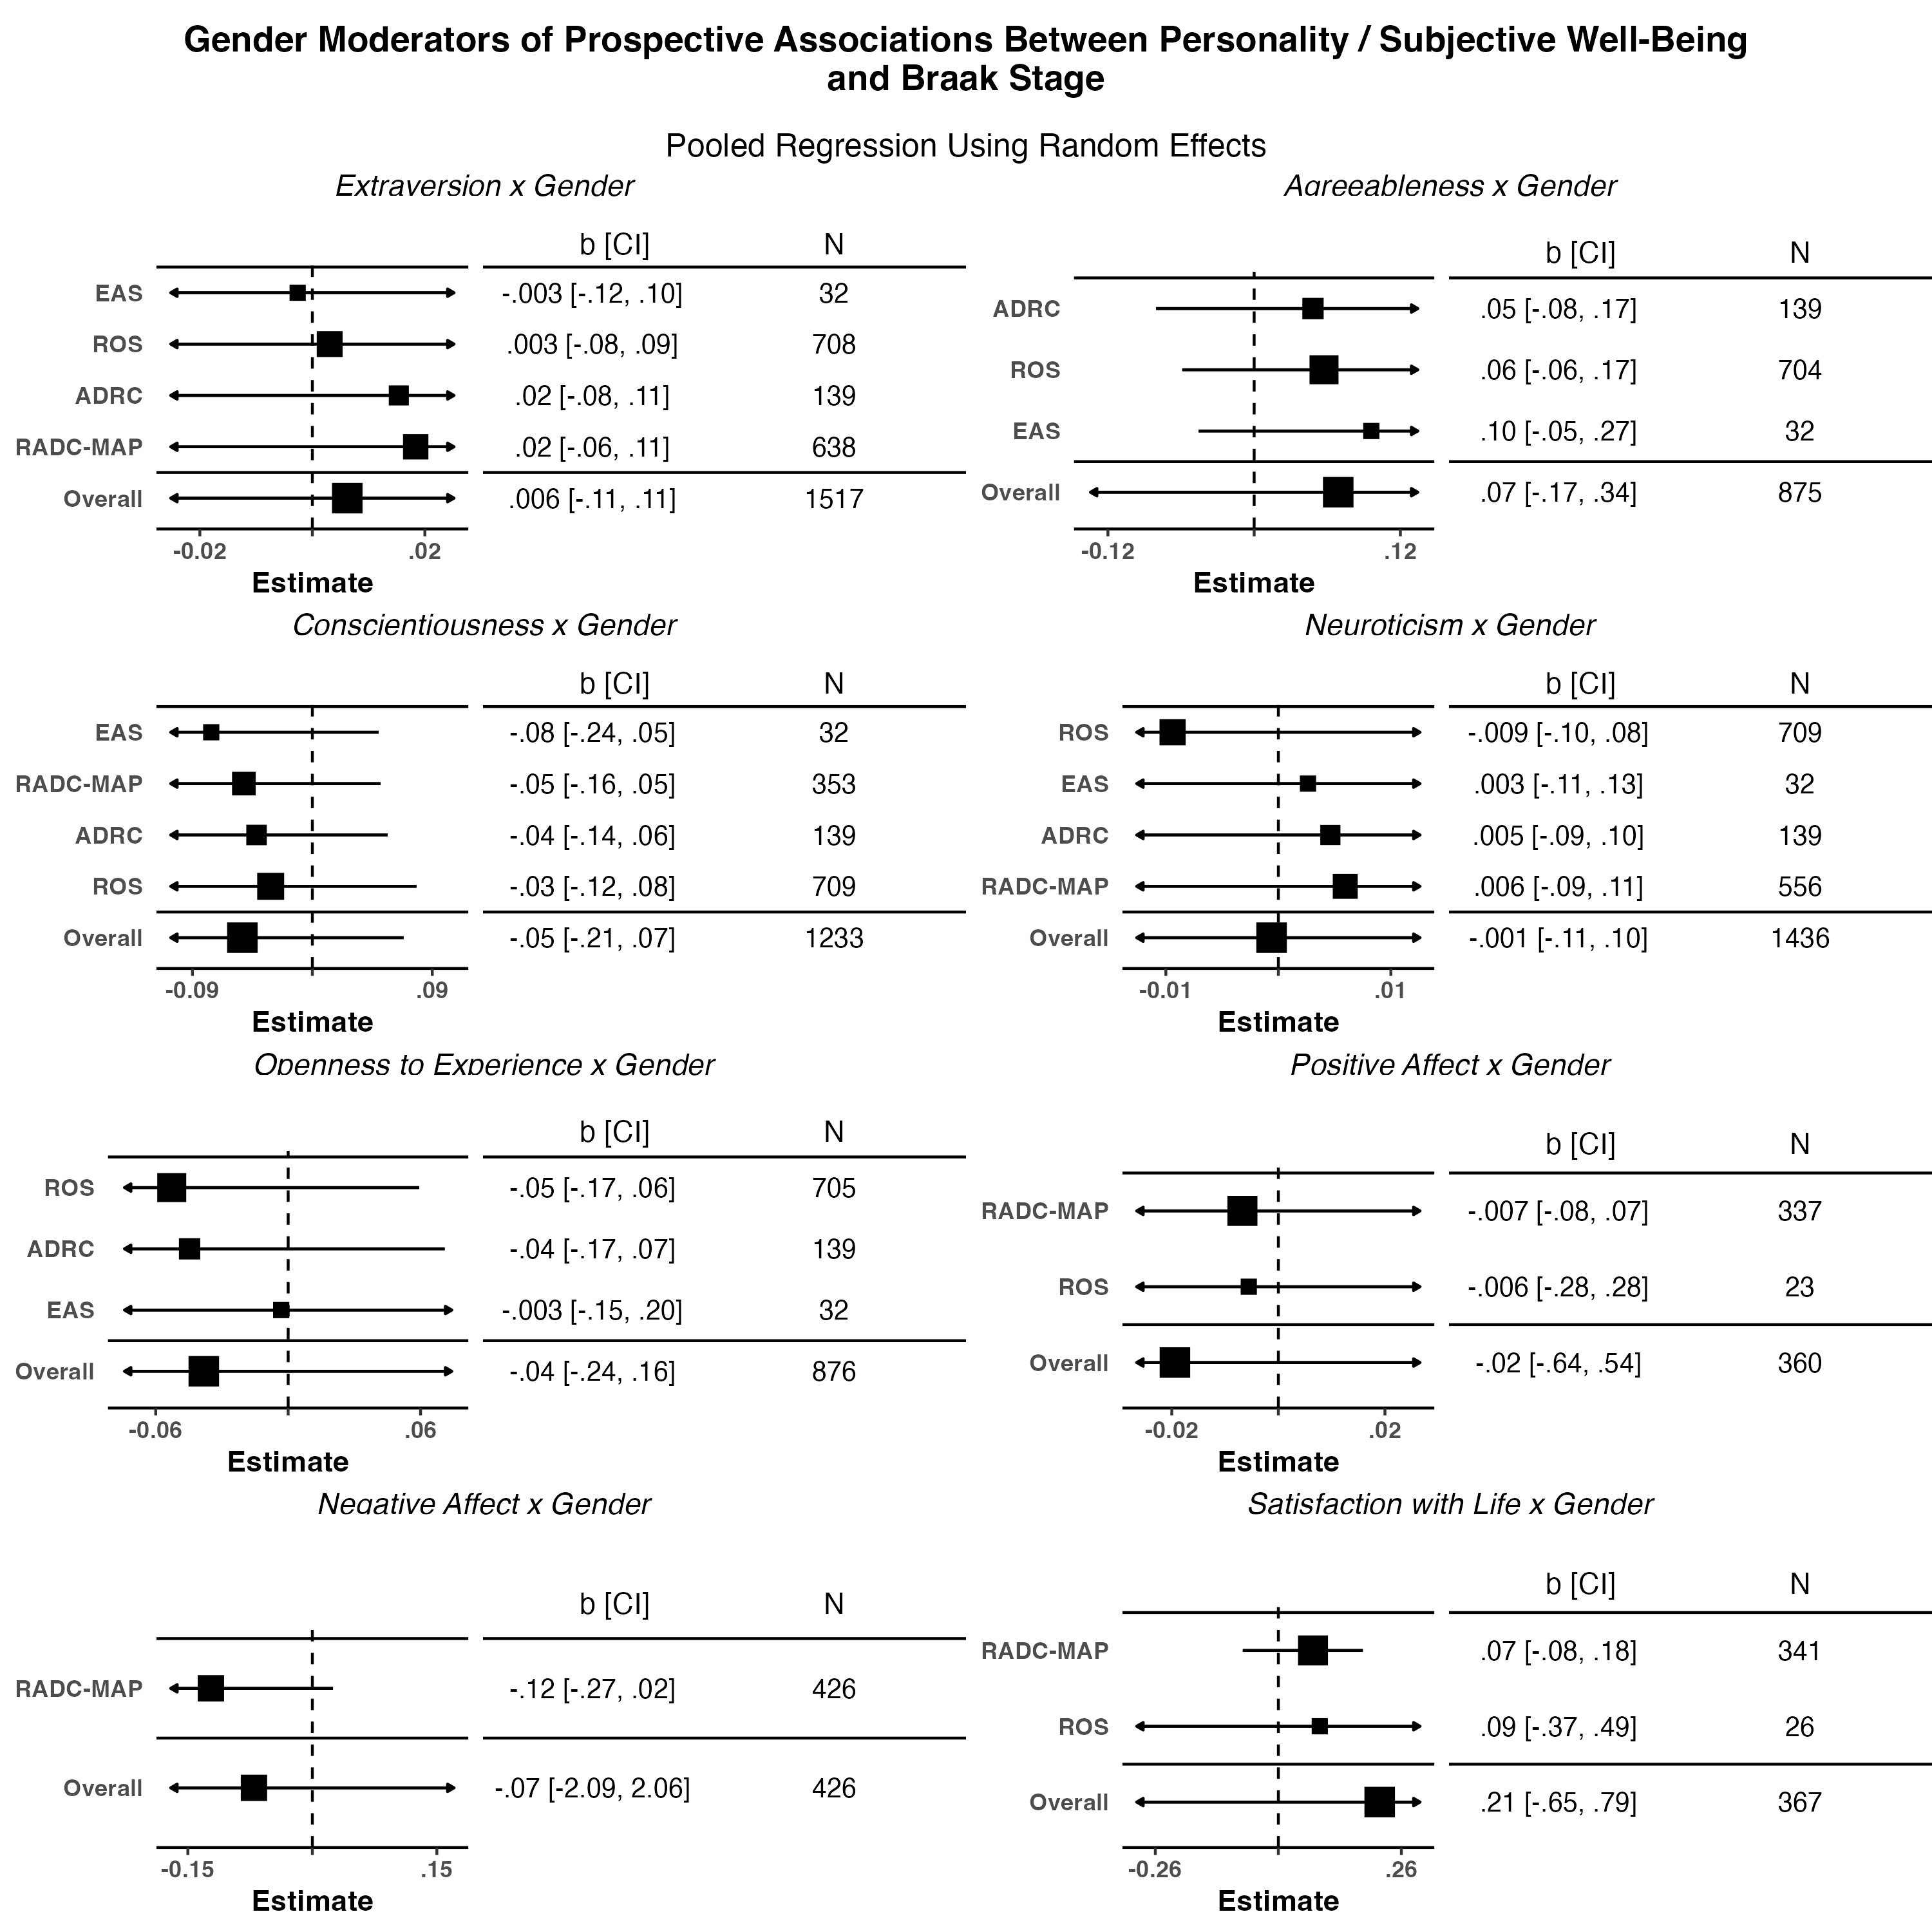 Gender Moderators of Prospective Associations Between Personality / Subjective Well-Being
and Braak Stage
Pooled Regression Using Random Effects
Extraversion x Gender
b [CI] N
EAS -.003 [-.12, .10] 32
ROS .003 [-.08, .09] 708
ADRC .02 [-.08, .11] 139
RADC-MAP .02 [-.06, .11] 638
Overall .006 [-.11, .11] 1517
-0.02 .02
Estimate
Agreeableness x Gender
b [CI] N
ADRC .05 [-.08, .17] 139
ROS .06 [-.06, .17] 704
EAS .10 [-.05, .27] 32
Overall .07 [-.17, .34] 875
-0.12 .12
Estimate
Conscientiousness x Gender
b [CI] N
EAS -.08 [-.24, .05] 32
RADC-MAP -.05 [-.16, .05] 353
ADRC -.04 [-.14, .06] 139
ROS -.03 [-.12, .08] 709
Overall -.05 [-.21, .07] 1233
-0.09 .09
Estimate
Neuroticism x Gender
b [CI] N
ROS -.009 [-.10, .08] 709
EAS .003 [-.11, .13] 32
ADRC .005 [-.09, .10] 139
RADC-MAP .006 [-.09, .11] 556
Overall -.001 [-.11, .10] 1436
-0.01 .01
Estimate
Openness to Experience x Gender
b [CI] N
ROS -.05 [-.17, .06] 705
ADRC -.04 [-.17, .07] 139
EAS -.003 [-.15, .20] 32
Overall -.04 [-.24, .16] 876
-0.06 .06
Estimate
Positive Affect x Gender
b [CI] N
RADC-MAP -.007 [-.08, .07] 337
ROS -.006 [-.28, .28] 23
Overall -.02 [-.64, .54] 360
-0.02 .02
Estimate
Negative Affect x Gender
b [CI] N
RADC-MAP -.12 [-.27, .02] 426
Overall -.07 [-2.09, 2.06] 426
-0.15 .15
Estimate
Satisfaction with Life x Gender
b [CI] N
RADC-MAP .07 [-.08, .18] 341
ROS .09 [-.37, .49] 26
Overall .21 [-.65, .79] 367
-0.26 .26
Estimate